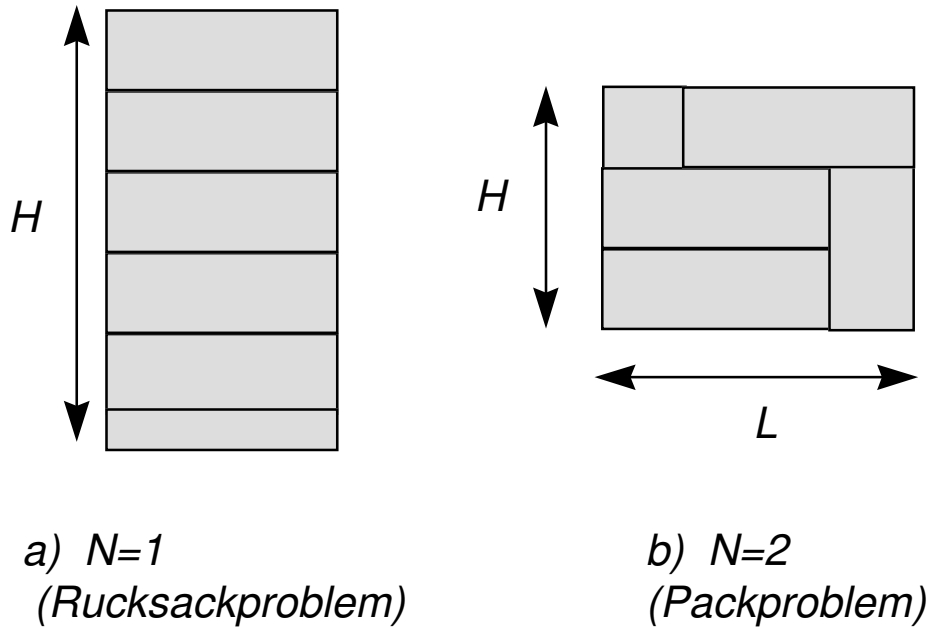 H
H
L
a) N=1
(Rucksackproblem)
b) N=2
(Packproblem)